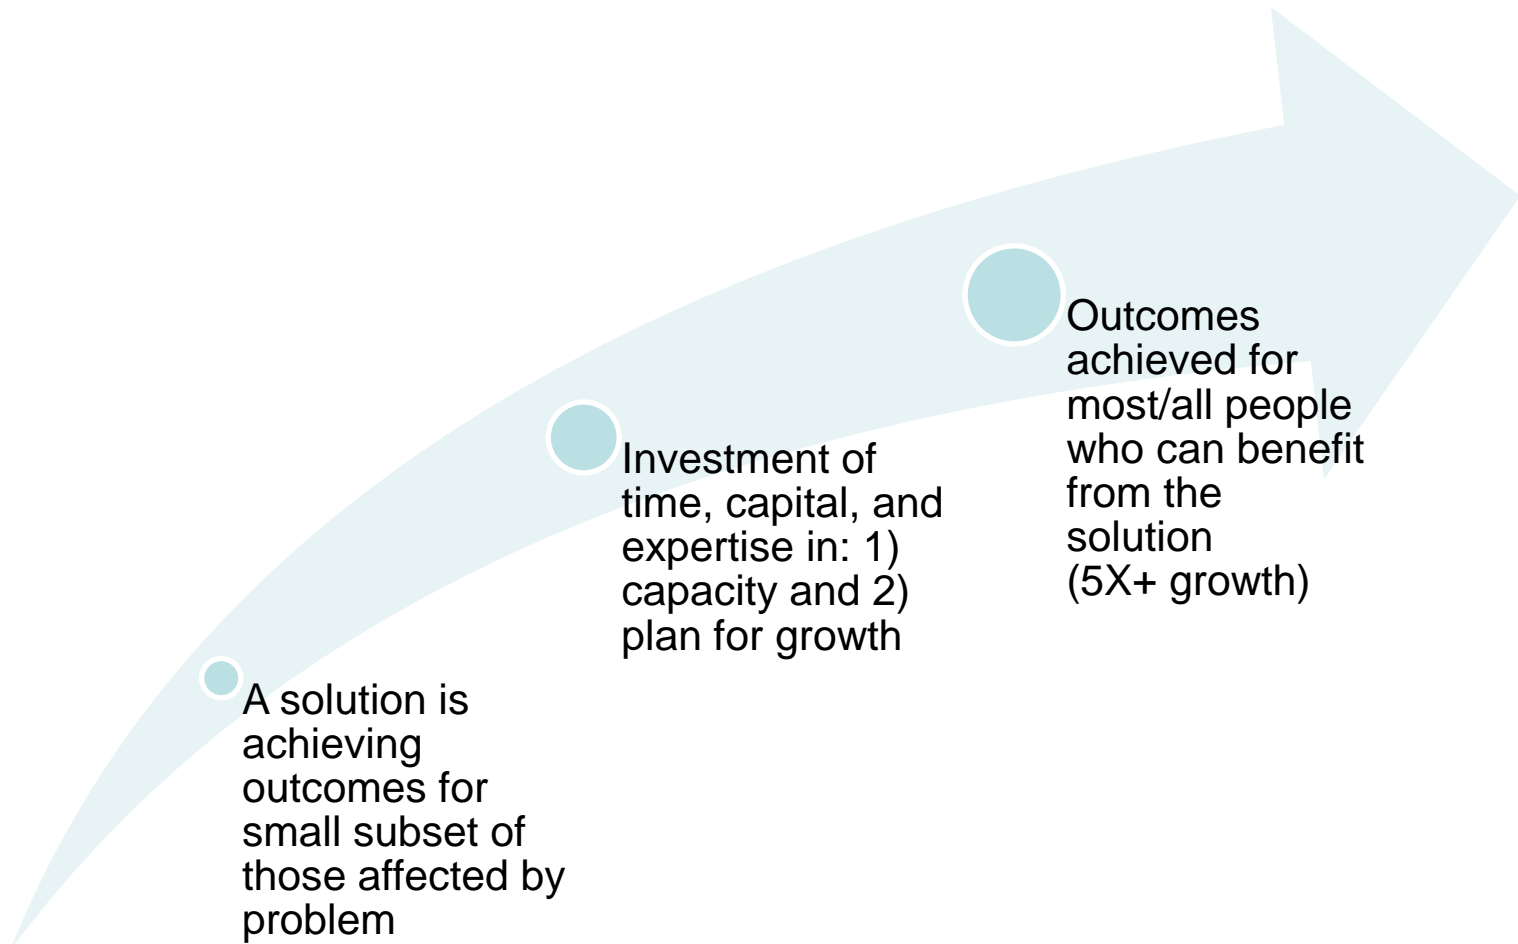 A solution is
achieving
outcomes for
small subset of
those affected by
problem
Investment of
time, capital, and
expertise in: 1)
capacity and 2)
plan for growth
Outcomes
achieved for
most/all people
who can benefit
from the
solution
(5X+ growth)